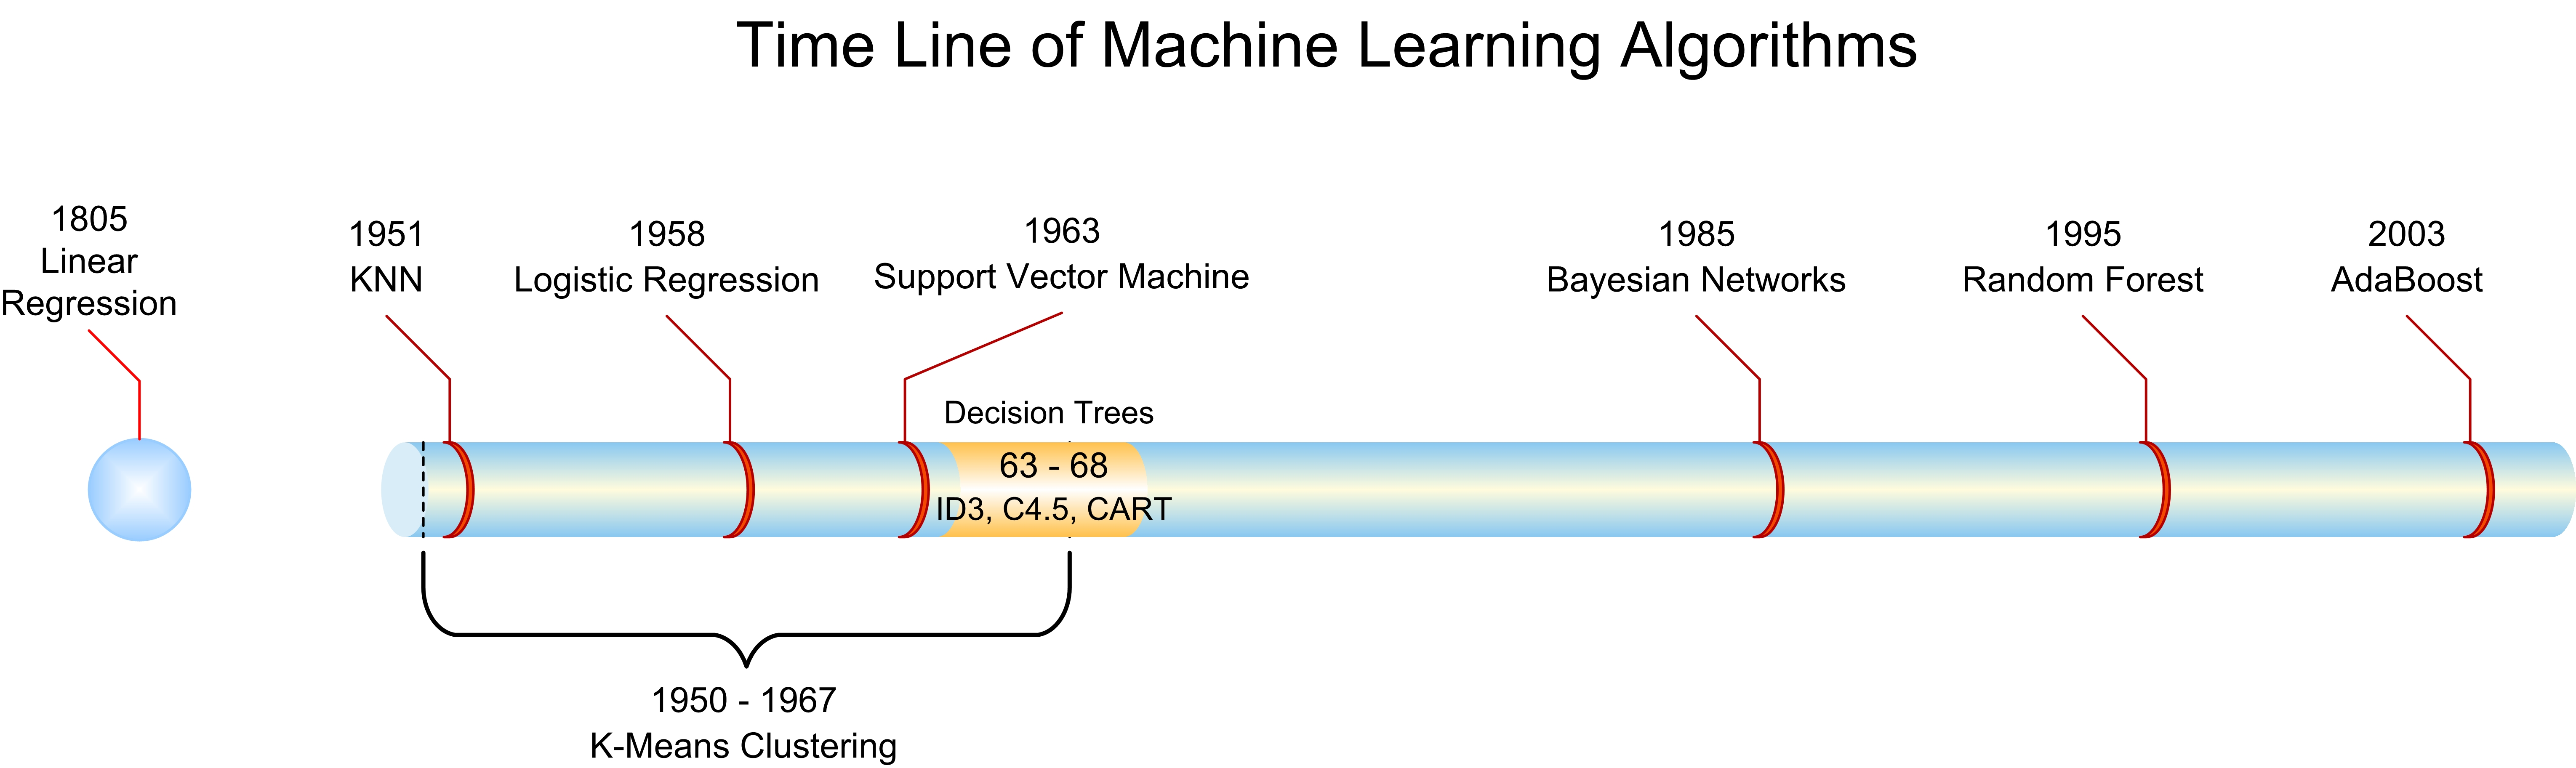 Time Line of Machine Learning Algorithms
1805
Linear
Regression
1951
KNN
1958
Logistic Regression
1963
Support Vector Machine
1985
Bayesian Networks
1995
Random Forest
2003
AdaBoost
Decision Trees
63 - 68
ID3, C4.5, CART
1950 - 1967
K-Means Clustering